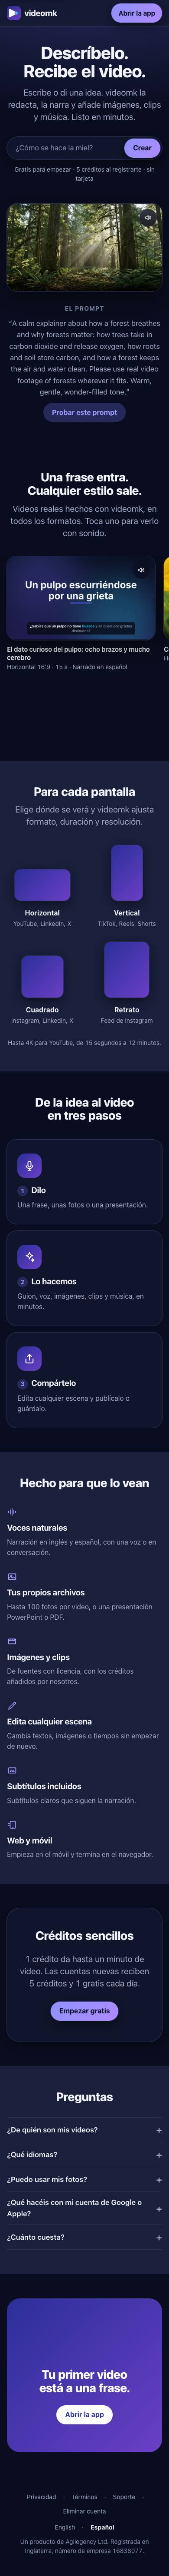 videomk
Abrir la app
Descríbelo.
Recibe el video.
Escribe o di una idea. videomk la
redacta, la narra y añade imágenes, clips
y música. Listo en minutos.
¿Cómo se hace la miel?
Crear
Gratis para empezar · 5 créditos al registrarte · sin
tarjeta
EL PROMPT
“A calm explainer about how a forest breathes
and why forests matter: how trees take in
carbon dioxide and release oxygen, how roots
and soil store carbon, and how a forest keeps
the air and water clean. Please use real video
footage of forests wherever it fits. Warm,
gentle, wonder-filled tone.”
Probar este prompt
Una frase entra.
Cualquier estilo sale.
Videos reales hechos con videomk, en
todos los formatos. Toca uno para verlo
con sonido.
Un pulpo escurriéndose
por una grieta
¿Sabías que un pulpo no tiene huesos y se cuela por grietas
diminutas?
El dato curioso del pulpo: ocho brazos y mucho
cerebro
Horizontal 16:9 · 15 s · Narrado en español
Para cada pantalla
Elige dónde se verá y videomk ajusta
formato, duración y resolución.
Horizontal
YouTube, LinkedIn, X
Vertical
TikTok, Reels, Shorts
Cuadrado
Instagram, LinkedIn, X
Retrato
Feed de Instagram
Hasta 4K para YouTube, de 15 segundos a 12 minutos.
De la idea al video
en tres pasos
1 Dilo
Una frase, unas fotos o una presentación.
2 Lo hacemos
Guion, voz, imágenes, clips y música, en
minutos.
3 Compártelo
Edita cualquier escena y publícalo o
guárdalo.
Hecho para que lo vean
Voces naturales
Narración en inglés y español, con una voz o en
conversación.
Tus propios archivos
Hasta 100 fotos por video, o una presentación
PowerPoint o PDF.
Imágenes y clips
De fuentes con licencia, con los créditos
añadidos por nosotros.
Edita cualquier escena
Cambia textos, imágenes o tiempos sin empezar
de nuevo.
Subtítulos incluidos
Subtítulos claros que siguen la narración.
Web y móvil
Empieza en el móvil y termina en el navegador.
Créditos sencillos
1 crédito da hasta un minuto de
video. Las cuentas nuevas reciben
5 créditos y 1 gratis cada día.
Empezar gratis
Preguntas
¿De quién son mis videos?
¿Qué idiomas?
¿Puedo usar mis fotos?
¿Qué hacéis con mi cuenta de Google o
Apple?
¿Cuánto cuesta?
Tu primer video
está a una frase.
Abrir la app
Privacidad · Términos · Soporte ·
Eliminar cuenta
English · Español
Un producto de Agilegency Ltd. Registrada en
Inglaterra, número de empresa 16838077.